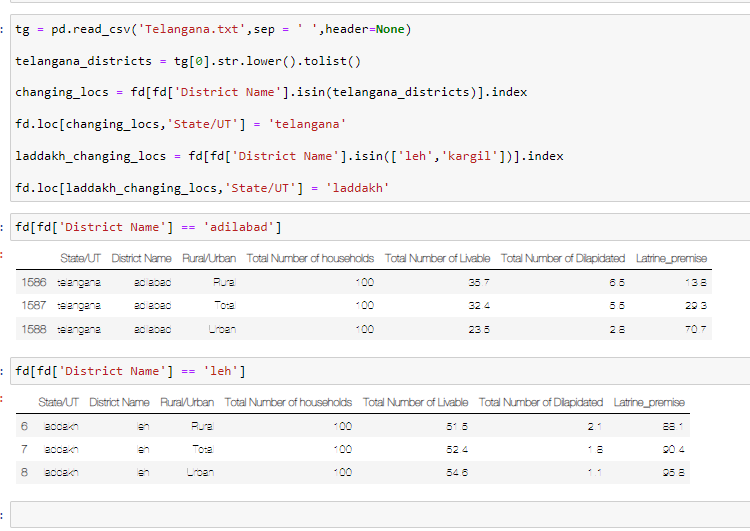 tg = pd.read_csv('Telangana.txt',sep = ' ',header=None)
telangana_districts = tg[0].str.lower().tolist()
changing_locs = fd[fd['District Name'].isin(telangana_districts)].index
fd.loc[changing_locs,'State/UT'] = 'telangana'
laddakh_changing_locs = fd[fd['District Name'].isin(['leh','kargil'])].index
fd.loc[laddakh_changing_locs,'State/UT'] = 'laddakh'
fd[fd['District Name'] == 'adilabad']
State/UT District Name Rural/Urban Total Number of households Total Number of Livable Total Number of Dilapidated Latrine_premise
1586 telangana adilabad Rural 100 35.7 6.5 13.8
1587 telangana adilabad Total 100 32.4 5.5 29.3
1588 telangana adilabad Urban 100 23.5 2.8 70.7
fd[fd['District Name'] == 'leh']
State/UT District Name Rural/Urban Total Number of households Total Number of Livable Total Number of Dilapidated Latrine_premise
6 laddakh leh Rural 100 51.5 2.1 88.1
7 laddakh leh Total 100 52.4 1.8 90.4
8 laddakh leh Urban 100 54.6 1.1 95.8